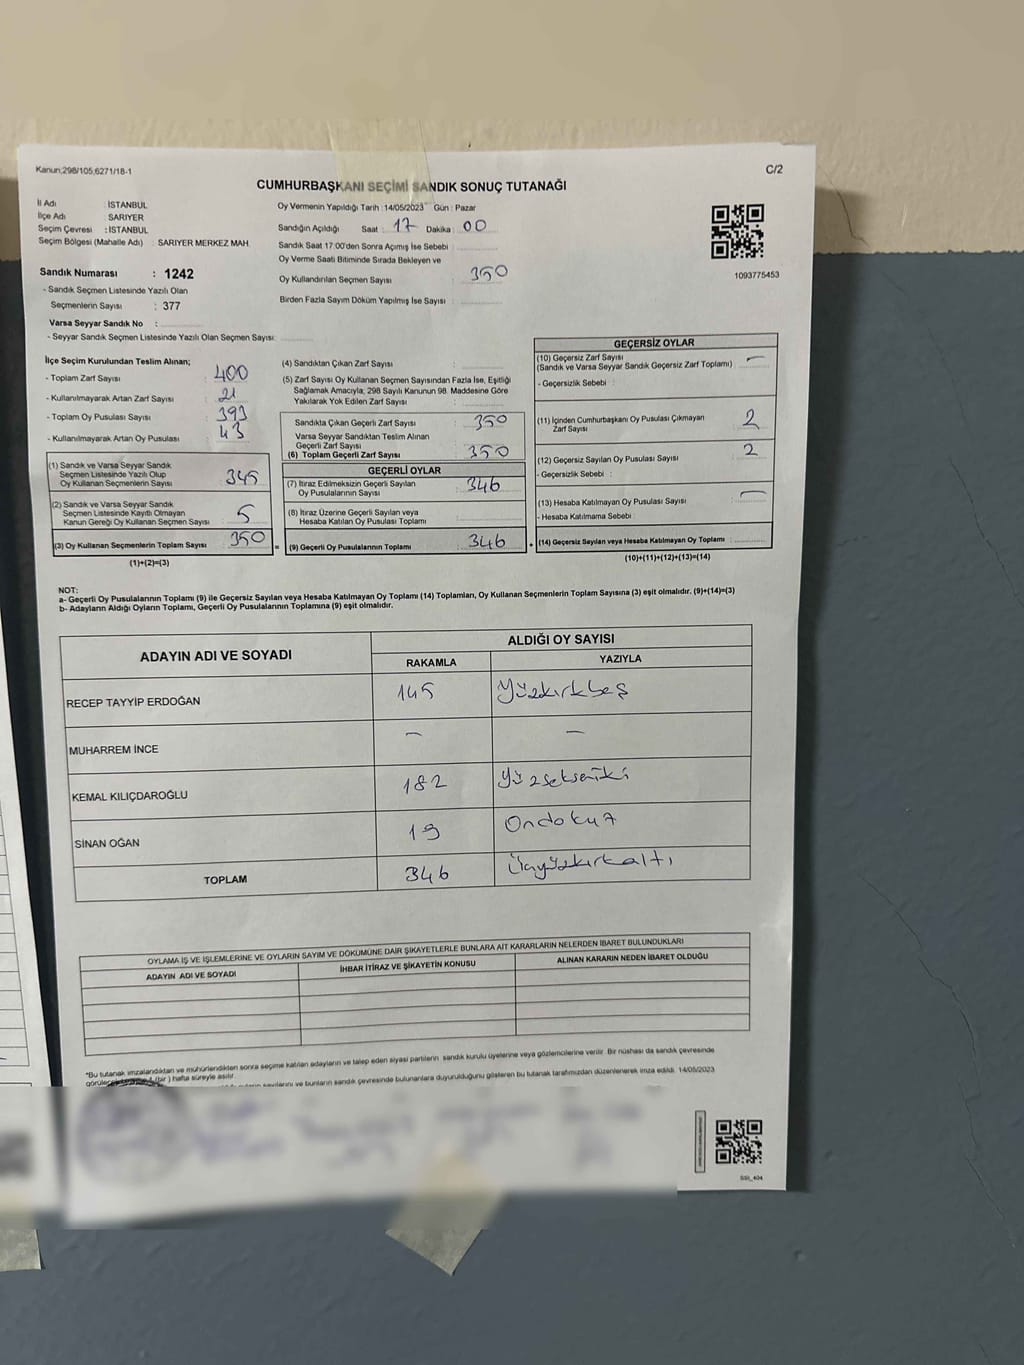 Kanun;298/105,6271/18-1
C/2
CUMHURBAŞKANI SEÇİMİ SANDIK SONUÇ TUTANAĞI
İl Adı : İSTANBUL
İlçe Adı : SARIYER
Seçim Çevresi : İSTANBUL
Seçim Bölgesi (Mahalle Adı) : SARIYER MERKEZ MAH.
Sandık Numarası : 1242
- Sandık Seçmen Listesinde Yazılı Olan
Seçmenlerin Sayısı : 377
Varsa Seyyar Sandık No :
- Seyyar Sandık Seçmen Listesinde Yazılı Olan Seçmen Sayısı:
Oy Vermenin Yapıldığı Tarih : 14/05/2023 Gün : Pazar
Sandığın Açıldığı Saat : 17 Dakika : 00
Sandık Saat 17:00'den Sonra Açımış İse Sebebi :
Oy Verme Saati Bitiminde Sırada Bekleyen ve
Oy Kullandırılan Seçmen Sayısı : 350
Birden Fazla Sayım Döküm Yapılmış İse Sayısı :
1093775453
İlçe Seçim Kurulundan Teslim Alınan;
- Toplam Zarf Sayısı : 400
- Kullanılmayarak Artan Zarf Sayısı : 21
- Toplam Oy Pusulası Sayısı : 393
- Kullanılmayarak Artan Oy Pusulası : 43
(1) Sandık ve Varsa Seyyar Sandık
Seçmen Listesinde Yazılı Olup
Oy Kullanan Seçmenlerin Sayısı : 345
(2) Sandık ve Varsa Seyyar Sandık
Seçmen Listesinde Kayıtlı Olmayan
Kanun Gereği Oy Kullanan Seçmen Sayısı : 5
(3) Oy Kullanan Seçmenlerin Toplam Sayısı : 350
(1)+(2)=(3)
(4) Sandıktan Çıkan Zarf Sayısı :
(5) Zarf Sayısı Oy Kullanan Seçmen Sayısından Fazla İse, Eşitliği
Sağlamak Amacıyla, 298 Sayılı Kanunun 98. Maddesine Göre
Yakılarak Yok Edilen Zarf Sayısı :
Sandıkta Çıkan Geçerli Zarf Sayısı : 350
Varsa Seyyar Sandıktan Teslim Alınan
Geçerli Zarf Sayısı
(6) Toplam Geçerli Zarf Sayısı : 350
GEÇERLİ OYLAR
(7) İtiraz Edilmeksizin Geçerli Sayılan
Oy Pusulalarının Sayısı : 346
(8) İtiraz Üzerine Geçerli Sayılan veya
Hesaba Katılan Oy Pusulası Toplamı :
= (9) Geçerli Oy Pusulalarının Toplamı : 346 +
GEÇERSİZ OYLAR
(10) Geçersiz Zarf Sayısı : —
(Sandık ve Varsa Seyyar Sandık Geçersiz Zarf Toplamı)
- Geçersizlik Sebebi :
(11) İçinden Cumhurbaşkanı Oy Pusulası Çıkmayan
Zarf Sayısı : 2
(12) Geçersiz Sayılan Oy Pusulası Sayısı : 2
- Geçersizlik Sebebi :
(13) Hesaba Katılmayan Oy Pusulası Sayısı : —
- Hesaba Katılmama Sebebi :
(14) Geçersiz Sayılan veya Hesaba Katılmayan Oy Toplamı :
(10)+(11)+(12)+(13)=(14)
NOT:
a- Geçerli Oy Pusulalarının Toplamı (9) ile Geçersiz Sayılan veya Hesaba Katılmayan Oy Toplamı (14) Toplamları, Oy Kullanan Seçmenlerin Toplam Sayısına (3) eşit olmalıdır. (9)+(14)=(3)
b- Adayların Aldığı Oyların Toplamı, Geçerli Oy Pusulalarının Toplamına (9) eşit olmalıdır.
ADAYIN ADI VE SOYADI
ALDIĞI OY SAYISI
RAKAMLA YAZIYLA
RECEP TAYYİP ERDOĞAN 145 Yüzkırkbeş
MUHARREM İNCE — —
KEMAL KILIÇDAROĞLU 182 Yüzseksaniki
SİNAN OĞAN 19 Ondokuz
TOPLAM 346 Üçyüzkırkaltı
OYLAMA İŞ VE İŞLEMLERİNE VE OYLARIN SAYIM VE DÖKÜMÜNE DAİR ŞİKAYETLERLE BUNLARA AİT KARARLARIN NELERDEN İBARET BULUNDUKLARI
ADAYIN ADI VE SOYADI İHBAR İTİRAZ VE ŞİKAYETİN KONUSU ALINAN KARARIN NEDEN İBARET OLDUĞU
*Bu tutanak imzalandıktan ve mühürlendikten sonra seçime katılan adayların ve talep eden siyasi partilerin sandık kurulu üyelerine veya gözlemcilerine verilir. Bir nüshası da sandık çevresinde
(bir) hafta süreyle asılır.
sayılarını ve bunların sandık çevresinde bulunanlara duyurulduğunu gösteren bu tutanak tarafımızdan düzenlenerek imza edildi. 14/05/2023